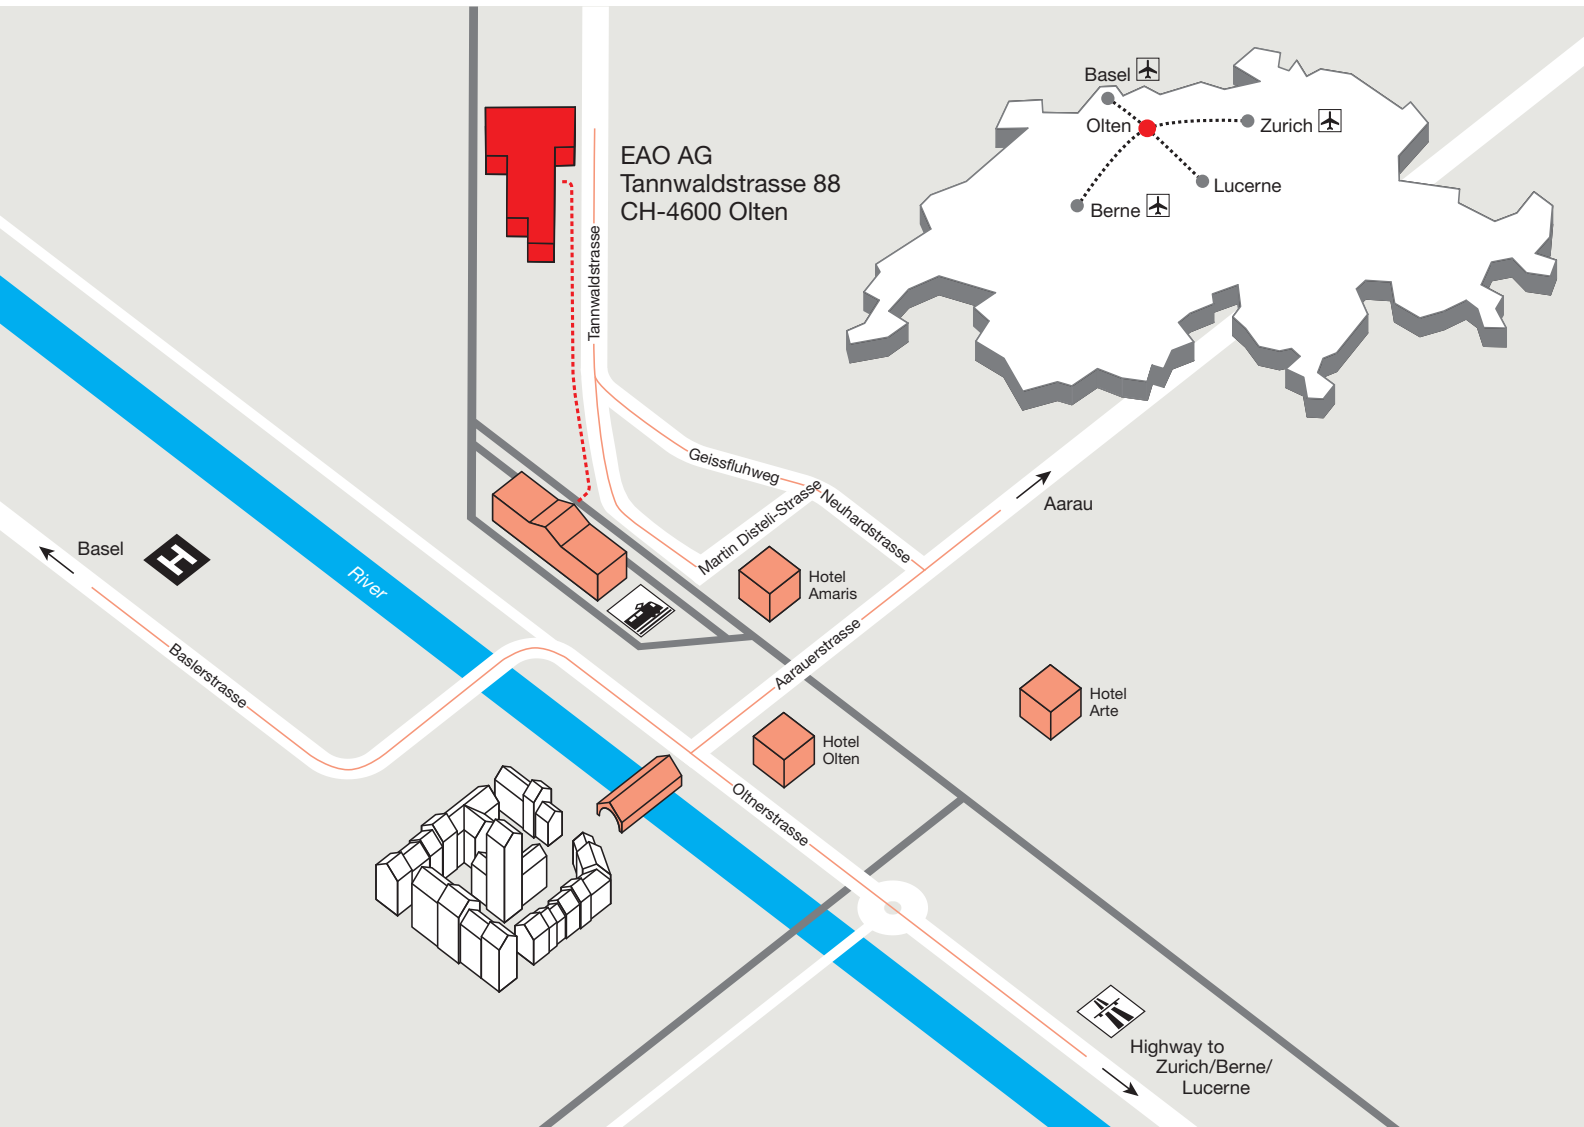 Basel
Olten
Zurich
Lucerne
Berne
EAO AG
Tannwaldstrasse 88
CH-4600 Olten
Tannwaldstrasse
Geissfluhweg
Martin Disteli-Strasse
Neuhardstrasse
Aarau
Basel
H
River
Hotel
Amaris
Baslerstrasse
Aarauerstrasse
Hotel
Arte
Hotel
Olten
Oltnerstrasse
Highway to
Zurich/Berne/
Lucerne